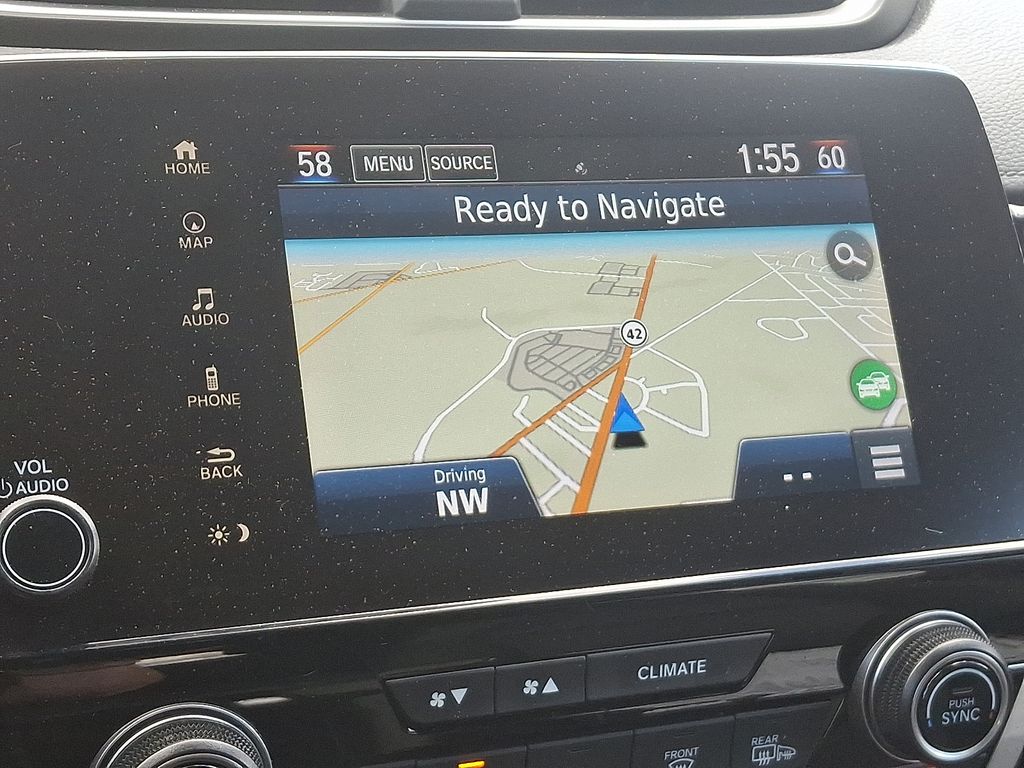 HOME
MAP
AUDIO
PHONE
BACK
VOL
AUDIO
58 MENU SOURCE 1:55 60
Ready to Navigate
42
Driving
NW
--
CLIMATE
PUSH
SYNC
FRONT
REAR